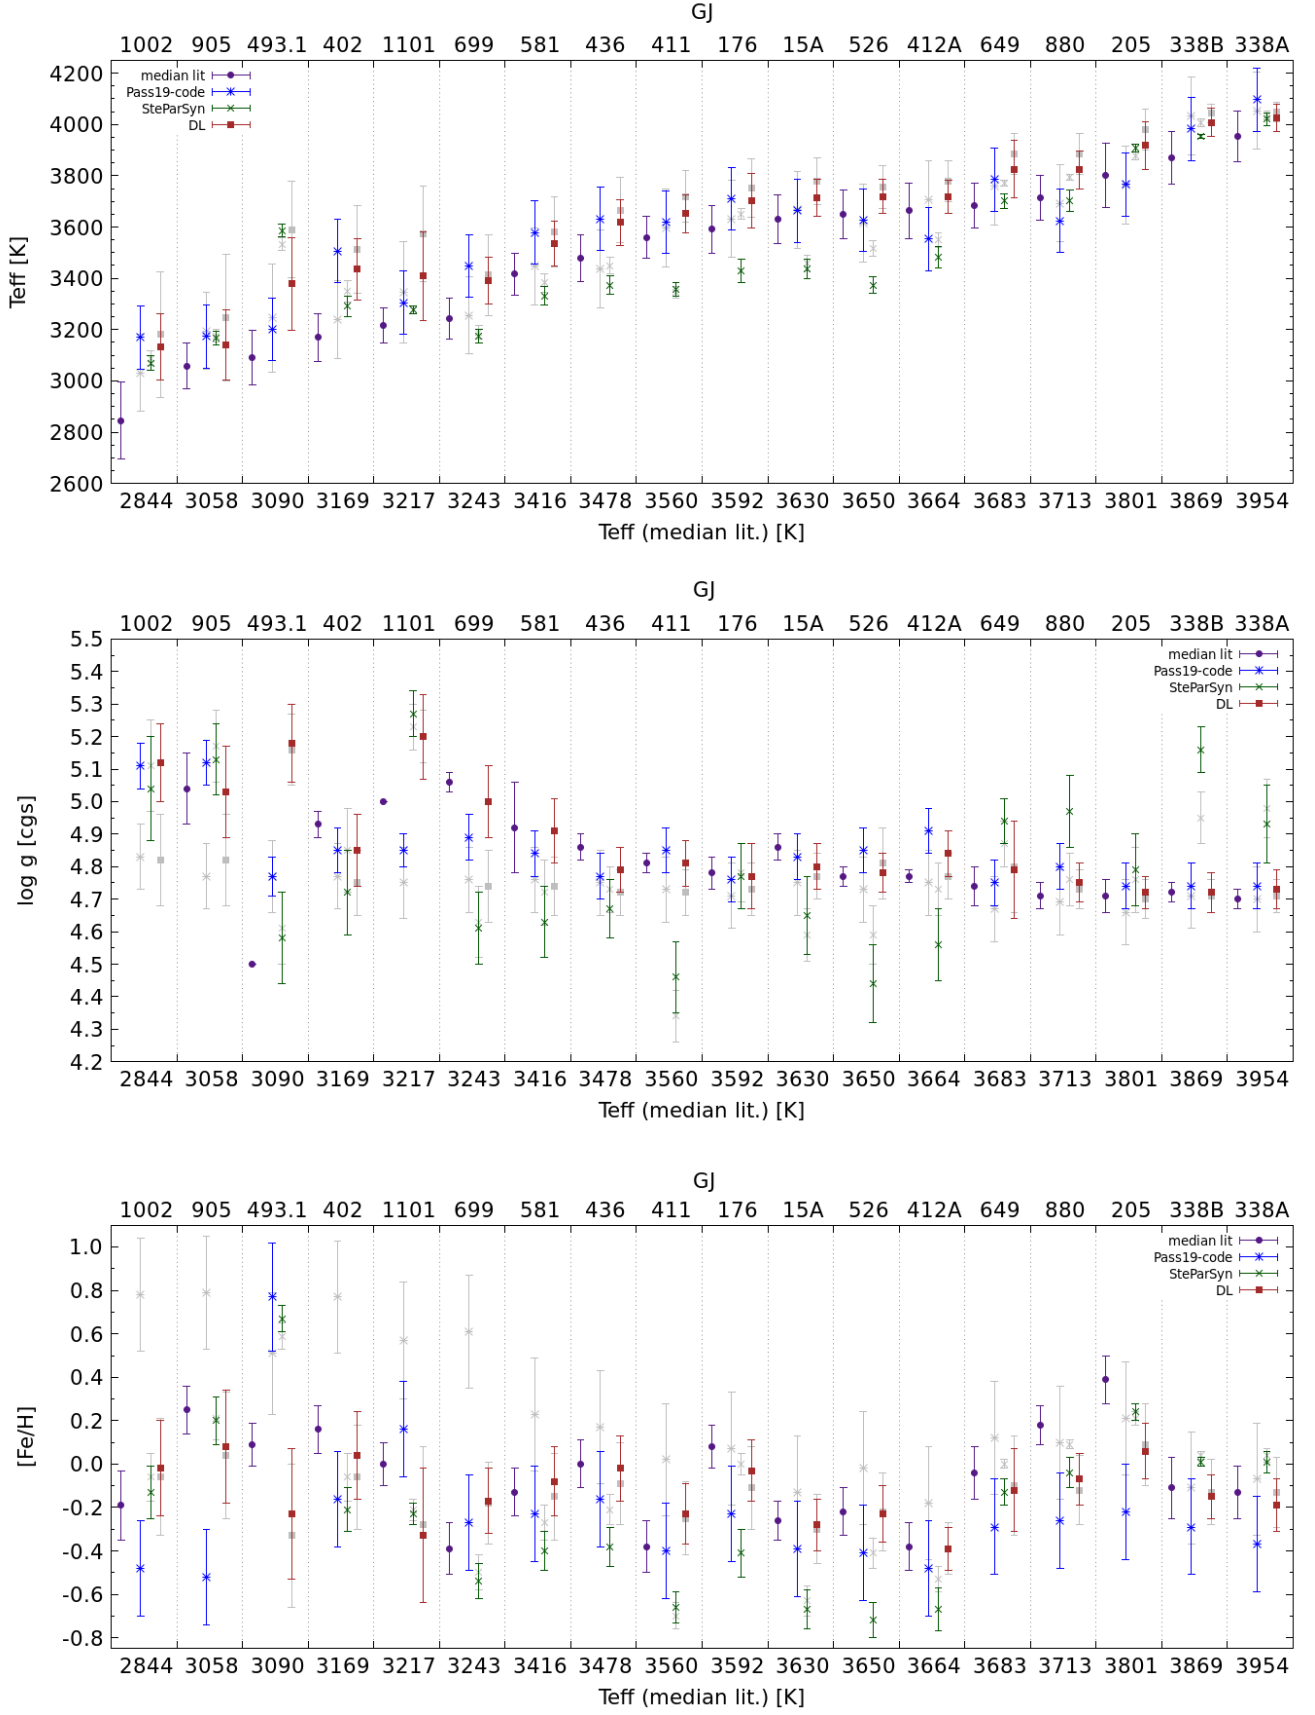 GJ
1002 905 493.1 402 1101 699 581 436 411 176 15A 526 412A 649 880 205 338B 338A
4200
4000
3800
3600
3400
3200
3000
2800
2600
Teff [K]
median lit
Pass19-code
SteParSyn
DL
2844 3058 3090 3169 3217 3243 3416 3478 3560 3592 3630 3650 3664 3683 3713 3801 3869 3954
Teff (median lit.) [K]
GJ
1002 905 493.1 402 1101 699 581 436 411 176 15A 526 412A 649 880 205 338B 338A
5.5
5.4
5.3
5.2
5.1
5.0
4.9
4.8
4.7
4.6
4.5
4.4
4.3
4.2
log g [cgs]
median lit
Pass19-code
SteParSyn
DL
2844 3058 3090 3169 3217 3243 3416 3478 3560 3592 3630 3650 3664 3683 3713 3801 3869 3954
Teff (median lit.) [K]
GJ
1002 905 493.1 402 1101 699 581 436 411 176 15A 526 412A 649 880 205 338B 338A
1.0
0.8
0.6
0.4
0.2
0.0
-0.2
-0.4
-0.6
-0.8
[Fe/H]
median lit
Pass19-code
SteParSyn
DL
2844 3058 3090 3169 3217 3243 3416 3478 3560 3592 3630 3650 3664 3683 3713 3801 3869 3954
Teff (median lit.) [K]